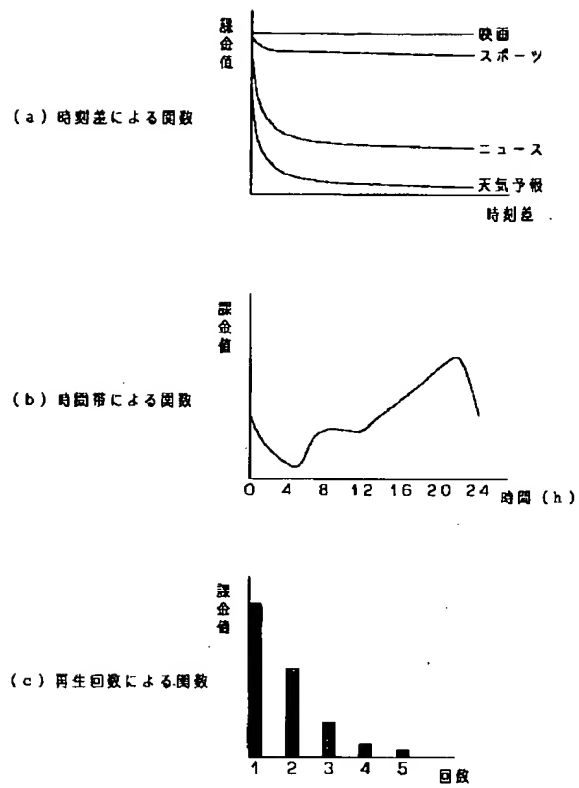 課金値
映画
スポーツ
(a) 時刻差による関数
ニュース
天気予報
時刻差
課金値
(b) 時間帯による関数
0 4 8 12 16 20 24 時間(h)
課金値
(c) 再生回数による関数
1 2 3 4 5 回数